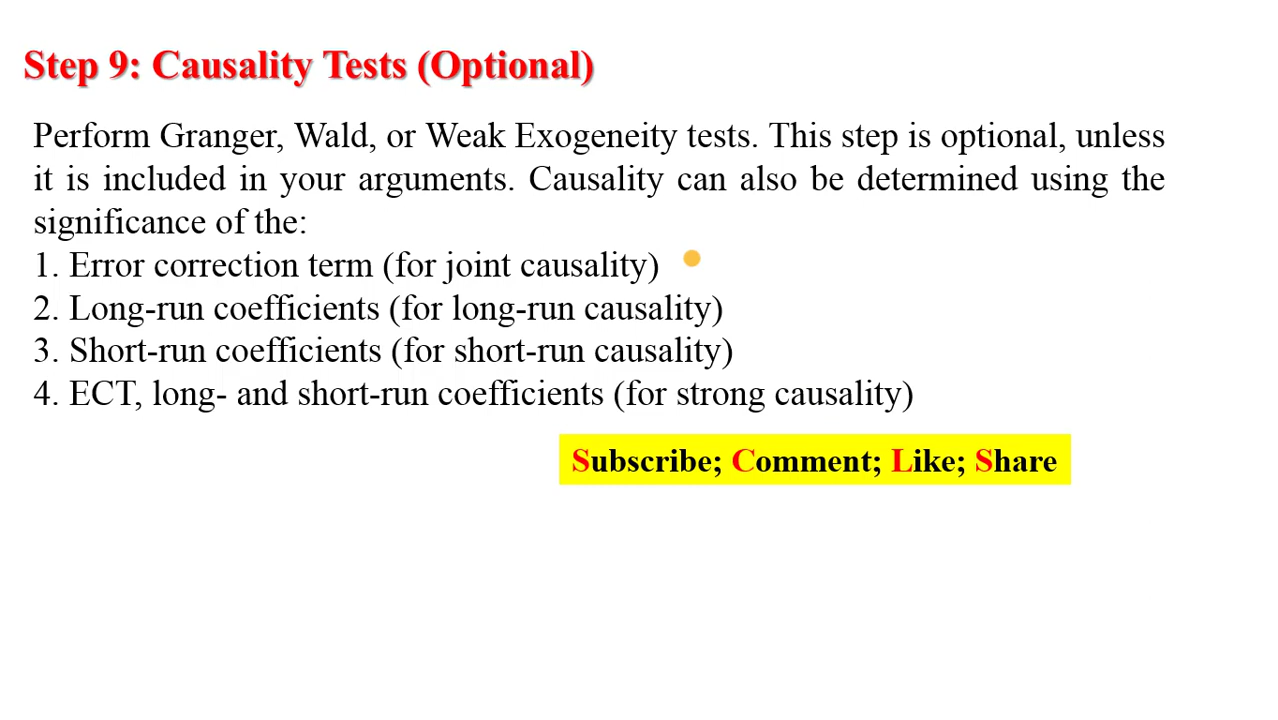 Step 9: Causality Tests (Optional)
Perform Granger, Wald, or Weak Exogeneity tests. This step is optional, unless
it is included in your arguments. Causality can also be determined using the
significance of the:
1. Error correction term (for joint causality)
2. Long-run coefficients (for long-run causality)
3. Short-run coefficients (for short-run causality)
4. ECT, long- and short-run coefficients (for strong causality)
Subscribe; Comment; Like; Share